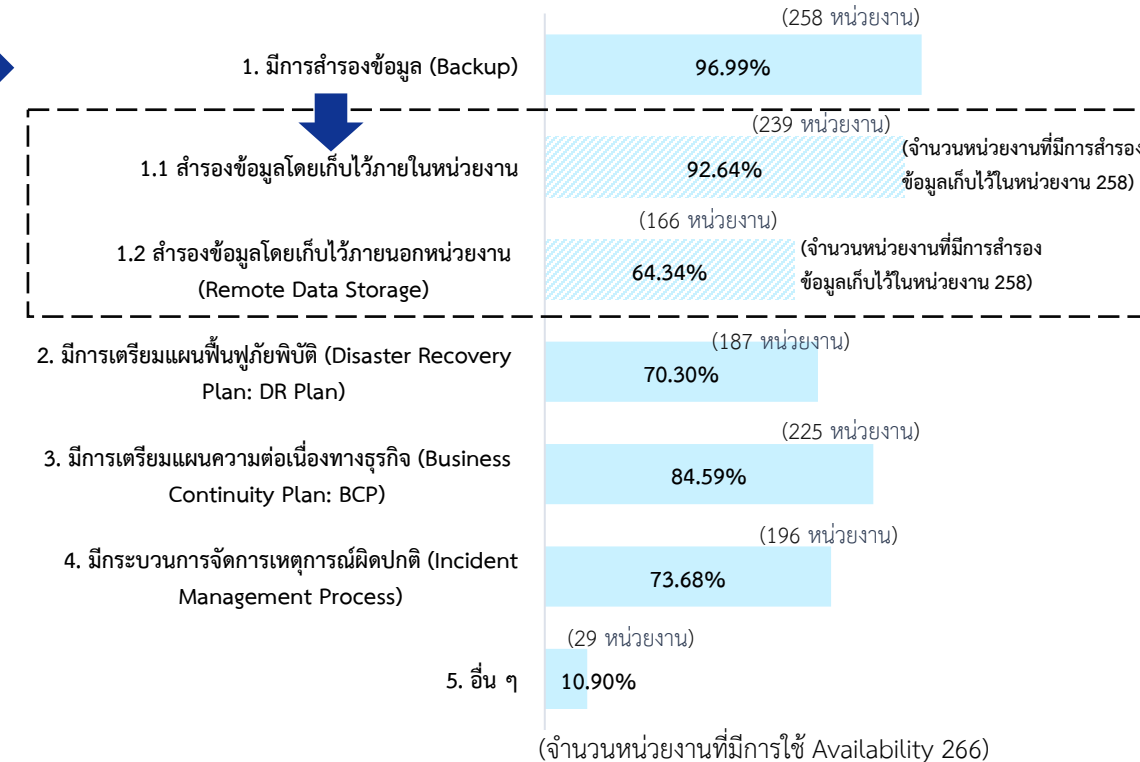 (258 หน่วยงาน)
1. มีการสำรองข้อมูล (Backup)
96.99%
(239 หน่วยงาน)
1.1 สำรองข้อมูลโดยเก็บไว้ภายในหน่วยงาน
92.64%
(จำนวนหน่วยงานที่มีการสำรอง
ข้อมูลเก็บไว้ในหน่วยงาน 258)
(166 หน่วยงาน)
1.2 สำรองข้อมูลโดยเก็บไว้ภายนอกหน่วยงาน
(Remote Data Storage)
64.34%
(จำนวนหน่วยงานที่มีการสำรอง
ข้อมูลเก็บไว้ในหน่วยงาน 258)
(187 หน่วยงาน)
2. มีการเตรียมแผนฟื้นฟูภัยพิบัติ (Disaster Recovery
Plan: DR Plan)
70.30%
(225 หน่วยงาน)
3. มีการเตรียมแผนความต่อเนื่องทางธุรกิจ (Business
Continuity Plan: BCP)
84.59%
(196 หน่วยงาน)
4. มีกระบวนการจัดการเหตุการณ์ผิดปกติ (Incident
Management Process)
73.68%
(29 หน่วยงาน)
5. อื่น ๆ
10.90%
(จำนวนหน่วยงานที่มีการใช้ Availability 266)